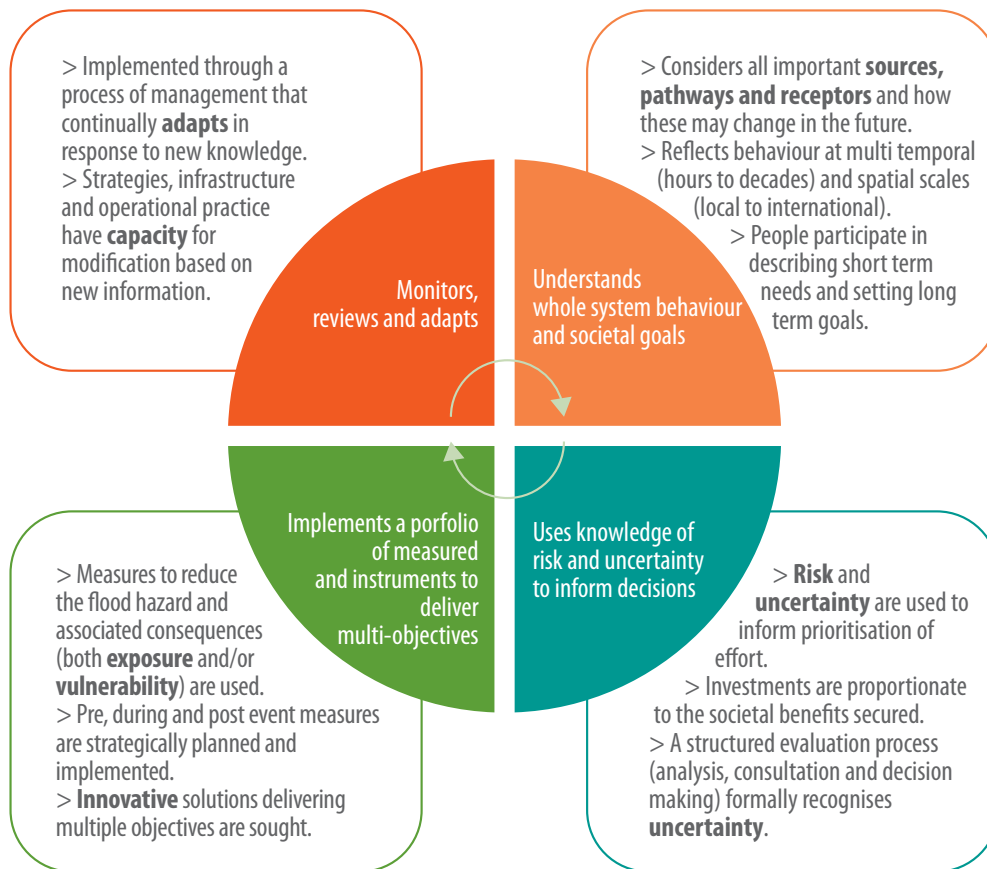 > Implemented through a
process of management that
continually adapts in
response to new knowledge.
> Strategies, infrastructure
and operational practice
have capacity for
modification based on
new information.
> Considers all important sources,
pathways and receptors and how
these may change in the future.
> Reflects behaviour at multi temporal
(hours to decades) and spatial scales
(local to international).
> People participate in
describing short term
needs and setting long
term goals.
Monitors,
reviews and adapts
Understands
whole system behaviour
and societal goals
Implements a porfolio
of measured
and instruments to
deliver
multi-objectives
Uses knowledge of
risk and uncertainty
to inform decisions
> Measures to reduce
the flood hazard and
associated consequences
(both exposure and/or
vulnerability) are used.
> Pre, during and post event measures
are strategically planned and
implemented.
> Innovative solutions delivering
multiple objectives are sought.
> Risk and
uncertainty are used to
inform prioritisation of
effort.
> Investments are proportionate
to the societal benefits secured.
> A structured evaluation process
(analysis, consultation and decision
making) formally recognises
uncertainty.